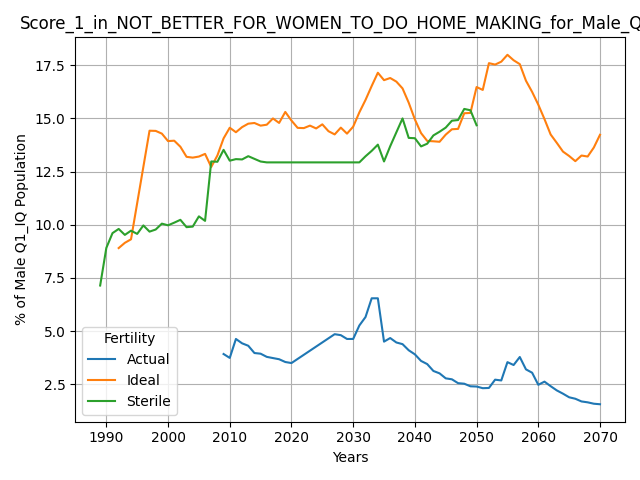 Score_1_in_NOT_BETTER_FOR_WOMEN_TO_DO_HOME_MAKING_for_Male_Q
17.5
15.0
12.5
10.0
7.5
5.0
2.5
% of Male Q1_IQ Population
Fertility
Actual
Ideal
Sterile
1990 2000 2010 2020 2030 2040 2050 2060 2070
Years